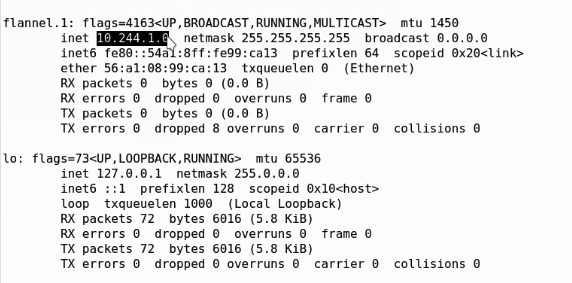 flannel.1: flags=4163<UP,BROADCAST,RUNNING,MULTICAST>  mtu 1450
inet 10.244.1.0  netmask 255.255.255.255  broadcast 0.0.0.0
inet6 fe80::54a1:8ff:fe99:ca13  prefixlen 64  scopeid 0x20<link>
ether 56:a1:08:99:ca:13  txqueuelen 0  (Ethernet)
RX packets 0  bytes 0 (0.0 B)
RX errors 0  dropped 0  overruns 0  frame 0
TX packets 0  bytes 0 (0.0 B)
TX errors 0  dropped 8 overruns 0  carrier 0  collisions 0
lo: flags=73<UP,LOOPBACK,RUNNING>  mtu 65536
inet 127.0.0.1  netmask 255.0.0.0
inet6 ::1  prefixlen 128  scopeid 0x10<host>
loop  txqueuelen 1000  (Local Loopback)
RX packets 72  bytes 6016 (5.8 KiB)
RX errors 0  dropped 0  overruns 0  frame 0
TX packets 72  bytes 6016 (5.8 KiB)
TX errors 0  dropped 0 overruns 0  carrier 0  collisions 0